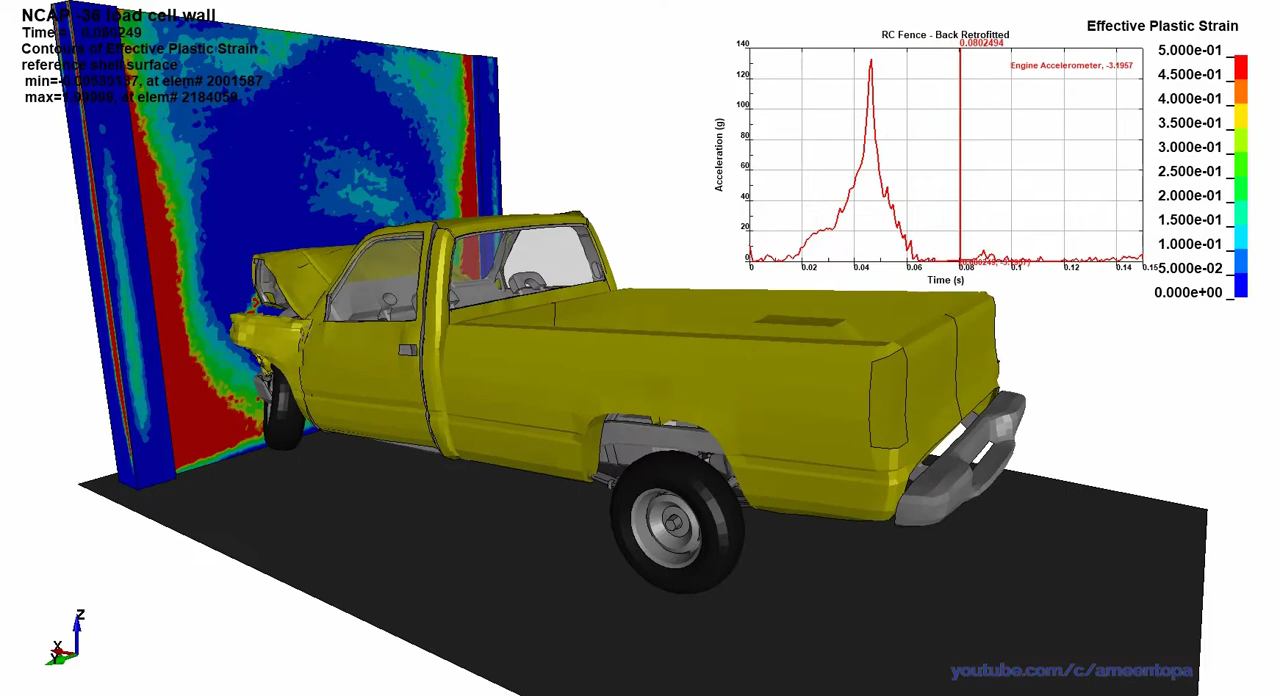 NCAP -36 load cell wall
Time = 0.080249
Contours of Effective Plastic Strain
reference shell surface
min=-0.00530137, at elem# 2001587
max=1.99998, at elem# 2184059
RC Fence - Back Retrofitted
0.0802494
Engine Accelerometer, -3.1957
140
120
100
80
60
40
20
0
Acceleration (g)
0 0.02 0.04 0.06 0.08 0.1 0.12 0.14 0.15
Time (s)
Effective Plastic Strain
5.000e-01
4.500e-01
4.000e-01
3.500e-01
3.000e-01
2.500e-01
2.000e-01
1.500e-01
1.000e-01
5.000e-02
0.000e+00
Z
X
Y
youtube.com/c/ameentopa